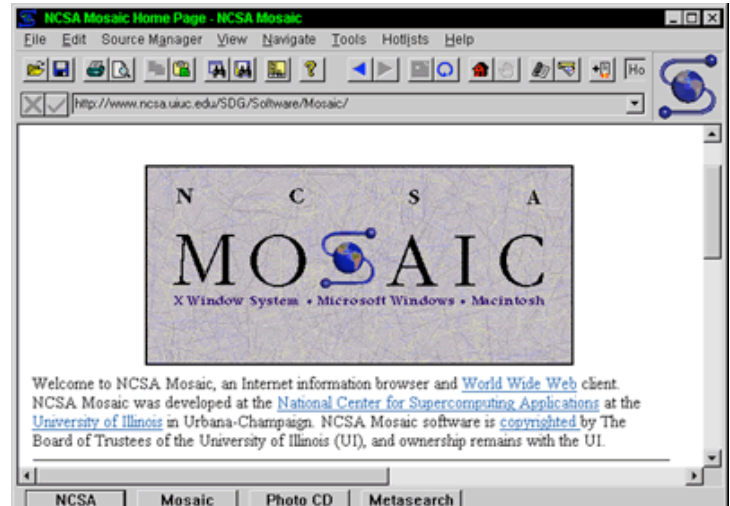 NCSA Mosaic Home Page - NCSA Mosaic
File Edit Source Manager View Navigate Tools Hotlists Help
Ho
http://www.ncsa.uiuc.edu/SDG/Software/Mosaic/
N C S A
MOSAIC
X Window System • Microsoft Windows • Macintosh
Welcome to NCSA Mosaic, an Internet information browser and World Wide Web client.
NCSA Mosaic was developed at the National Center for Supercomputing Applications at the
University of Illinois in Urbana-Champaign. NCSA Mosaic software is copyrighted by The
Board of Trustees of the University of Illinois (UI), and ownership remains with the UI.
NCSA Mosaic Photo CD Metasearch